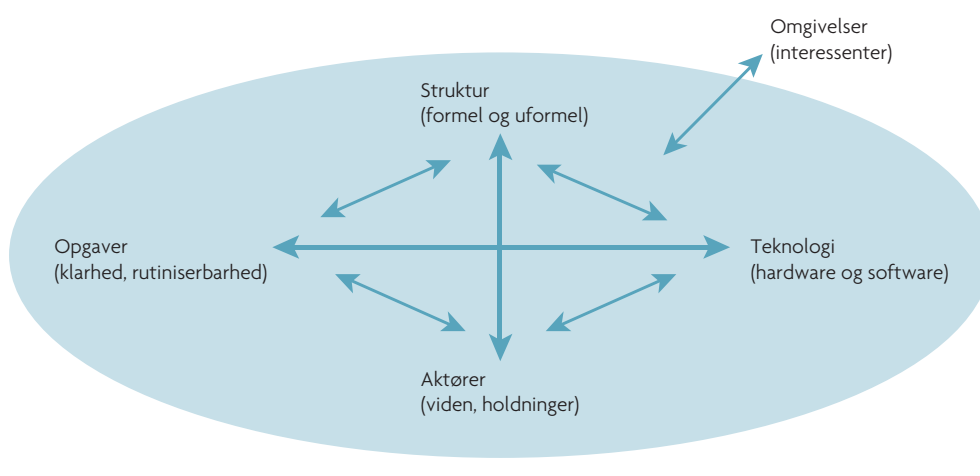 Omgivelser
(interessenter)
Struktur
(formel og uformel)
Opgaver
(klarhed, rutiniserbarhed)
Teknologi
(hardware og software)
Aktører
(viden, holdninger)